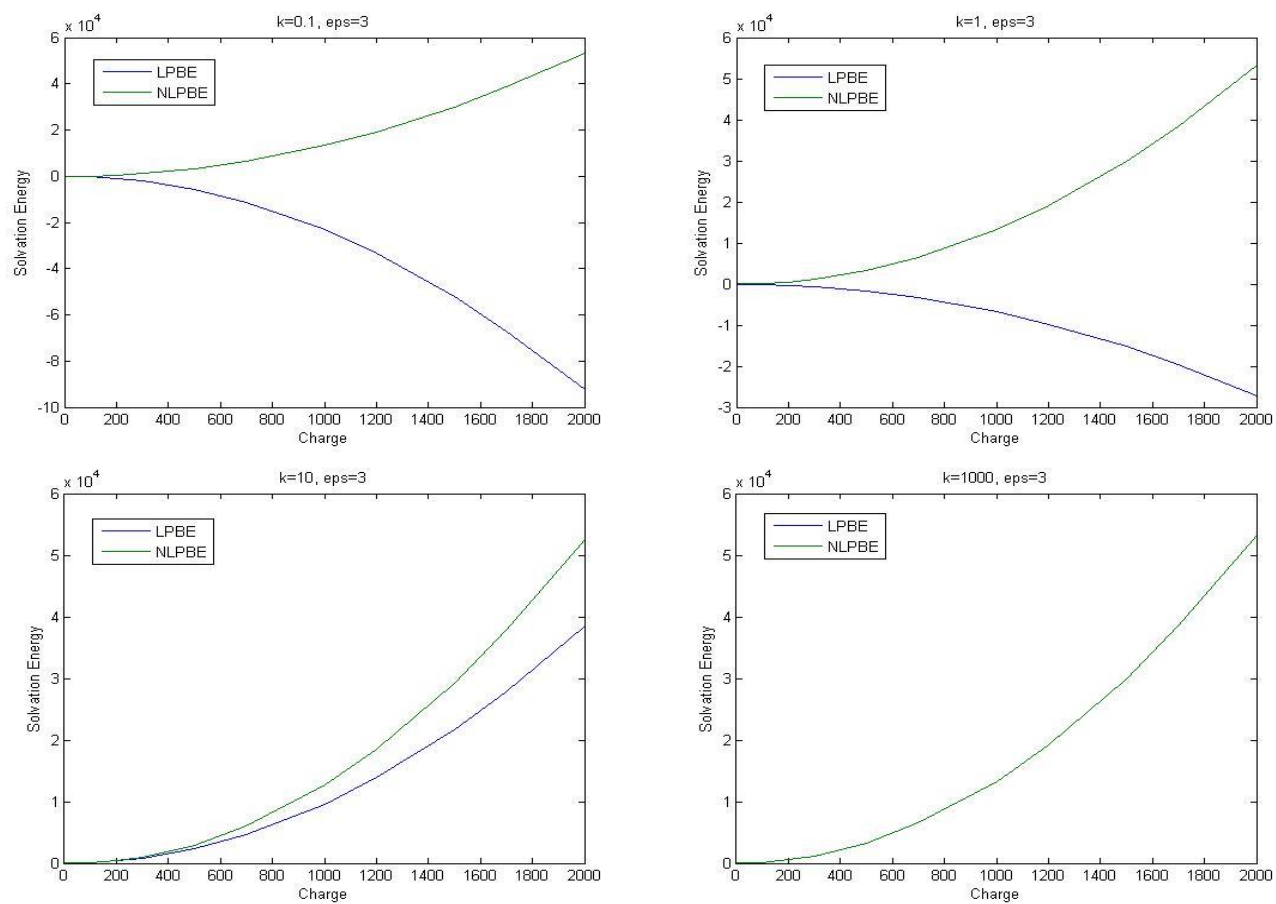 k=0.1, eps=3
x 10^4
6
4
2
0
-2
-4
-6
-8
-10
LPBE
NLPBE
Solvation Energy
0 200 400 600 800 1000 1200 1400 1600 1800 2000
Charge
k=1, eps=3
x 10^4
6
5
4
3
2
1
0
-1
-2
-3
LPBE
NLPBE
Solvation Energy
0 200 400 600 800 1000 1200 1400 1600 1800 2000
Charge
k=10, eps=3
x 10^4
6
5
4
3
2
1
0
LPBE
NLPBE
Solvation Energy
0 200 400 600 800 1000 1200 1400 1600 1800 2000
Charge
k=1000, eps=3
x 10^4
6
5
4
3
2
1
0
LPBE
NLPBE
Solvation Energy
0 200 400 600 800 1000 1200 1400 1600 1800 2000
Charge